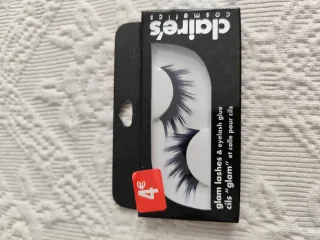 claire's
cosmetics
glam lashes & eyelash glue
cils "glam" et colle pour cils
4€